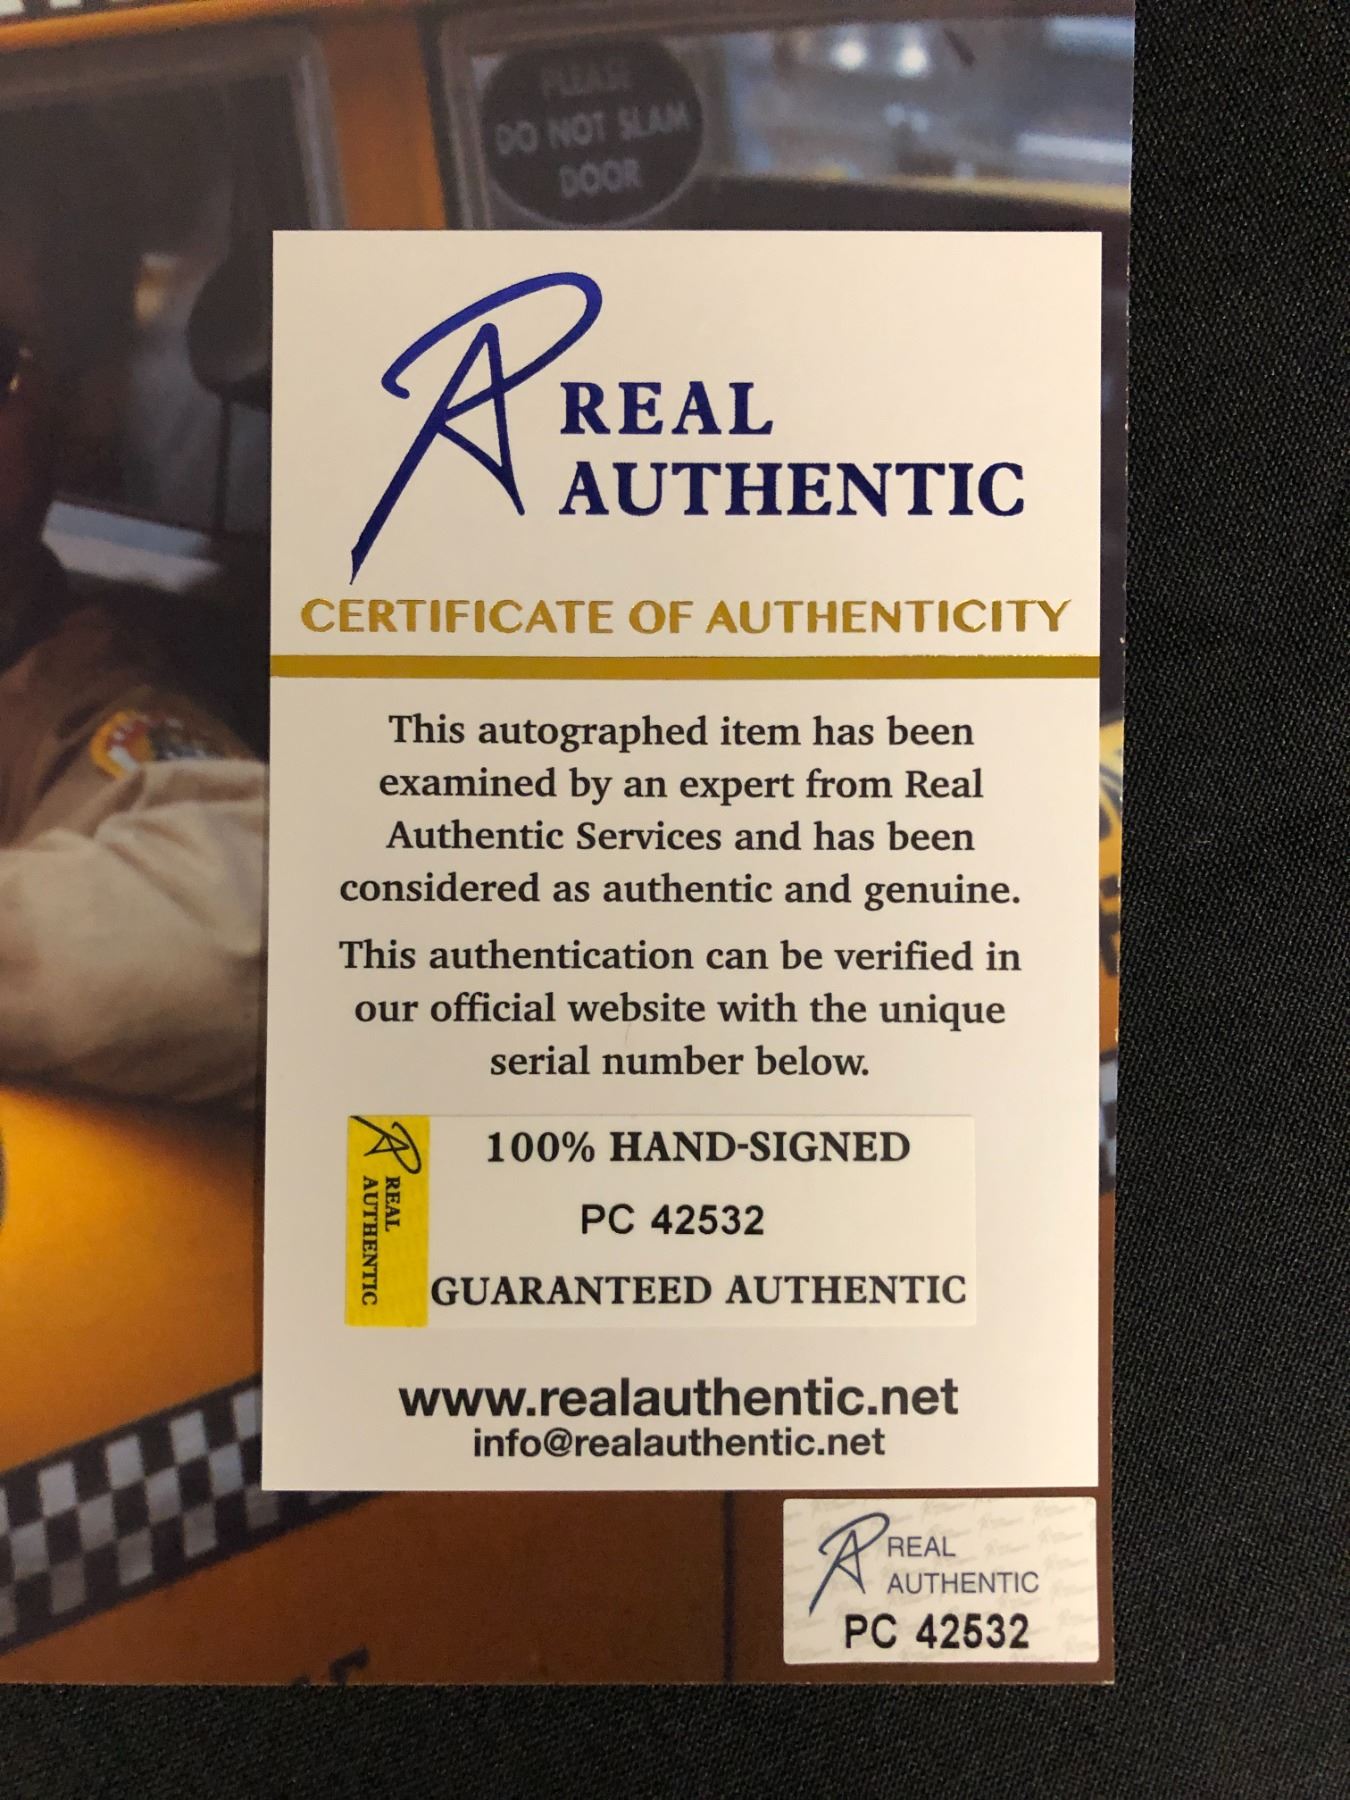 PLEASE
DO NOT SLAM
DOOR
REAL
AUTHENTIC
CERTIFICATE OF AUTHENTICITY
This autographed item has been
examined by an expert from Real
Authentic Services and has been
considered as authentic and genuine.
This authentication can be verified in
our official website with the unique
serial number below.
REAL
AUTHENTIC
100% HAND-SIGNED
PC 42532
GUARANTEED AUTHENTIC
www.realauthentic.net
info@realauthentic.net
REAL
AUTHENTIC
PC 42532